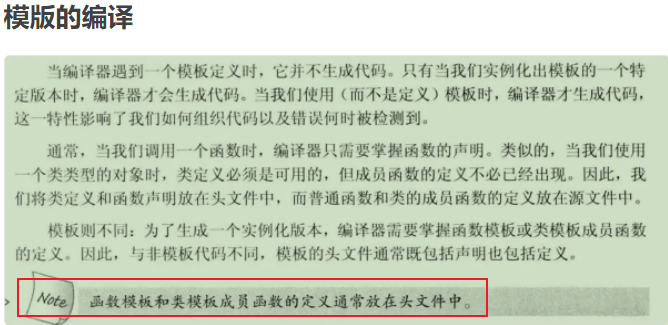 模版的编译
当编译器遇到一个模板定义时，它并不生成代码。只有当我们实例化出模板的一个特
定版本时，编译器才会生成代码。当我们使用（而不是定义）模板时，编译器才生成代码，
这一特性影响了我们如何组织代码以及错误何时被检测到。
通常，当我们调用一个函数时，编译器只需要掌握函数的声明。类似的，当我们使用
一个类类型的对象时，类定义必须是可用的，但成员函数的定义不必已经出现。因此，我
们将类定义和函数声明放在头文件中，而普通函数和类的成员函数的定义放在源文件中。
模板则不同：为了生成一个实例化版本，编译器需要掌握函数模板或类模板成员函数
的定义。因此，与非模板代码不同，模板的头文件通常既包括声明也包括定义。
Note 函数模板和类模板成员函数的定义通常放在头文件中。